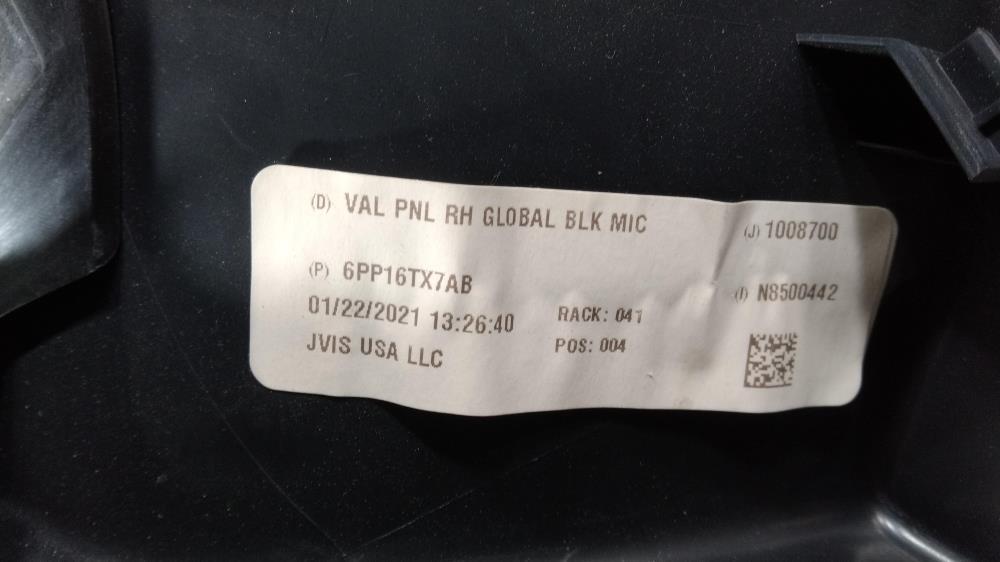 (D) VAL PNL RH GLOBAL BLK MIC
(J) 1008700
(P) 6PP16TX7AB
(I) N8500442
01/22/2021 13:26:40
RACK: 041
JVIS USA LLC
POS: 004